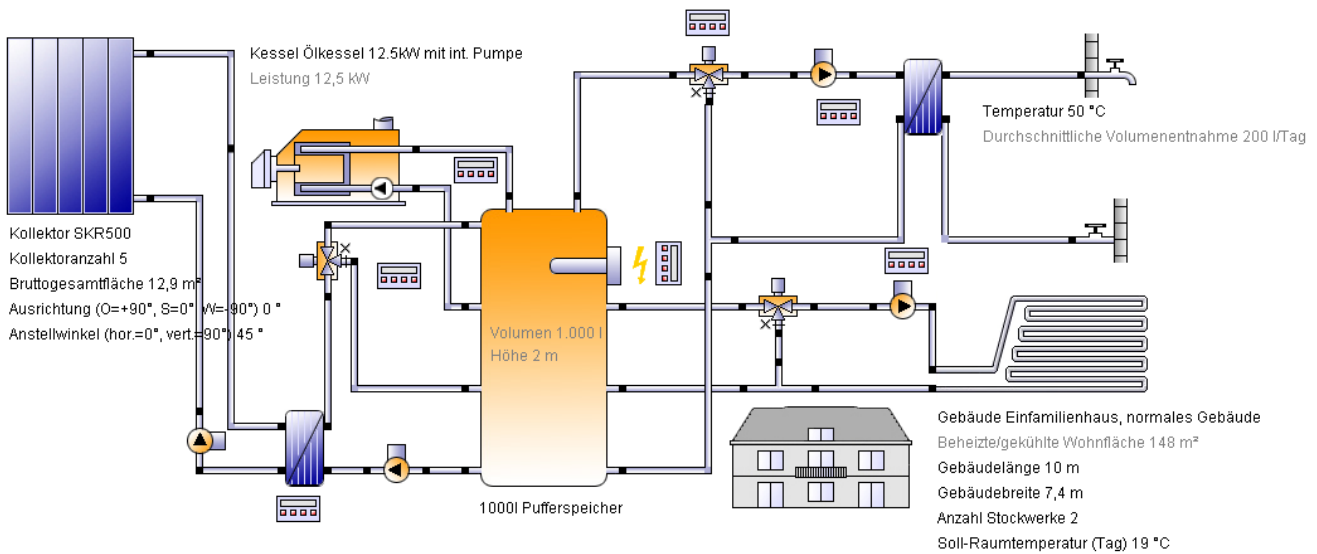 Kessel Ölkessel 12.5kW mit int. Pumpe
Leistung 12,5 kW
Temperatur 50 °C
Durchschnittliche Volumenentnahme 200 l/Tag
Kollektor SKR500
Kollektoranzahl 5
Bruttogesamtfläche 12,9 m²
Ausrichtung (O=+90°, S=0°, W=-90°) 0 °
Anstellwinkel (hor.=0°, vert.=90°) 45 °
Volumen 1.000 l
Höhe 2 m
1000l Pufferspeicher
Gebäude Einfamilienhaus, normales Gebäude
Beheizte/gekühlte Wohnfläche 148 m²
Gebäudelänge 10 m
Gebäudebreite 7,4 m
Anzahl Stockwerke 2
Soll-Raumtemperatur (Tag) 19 °C